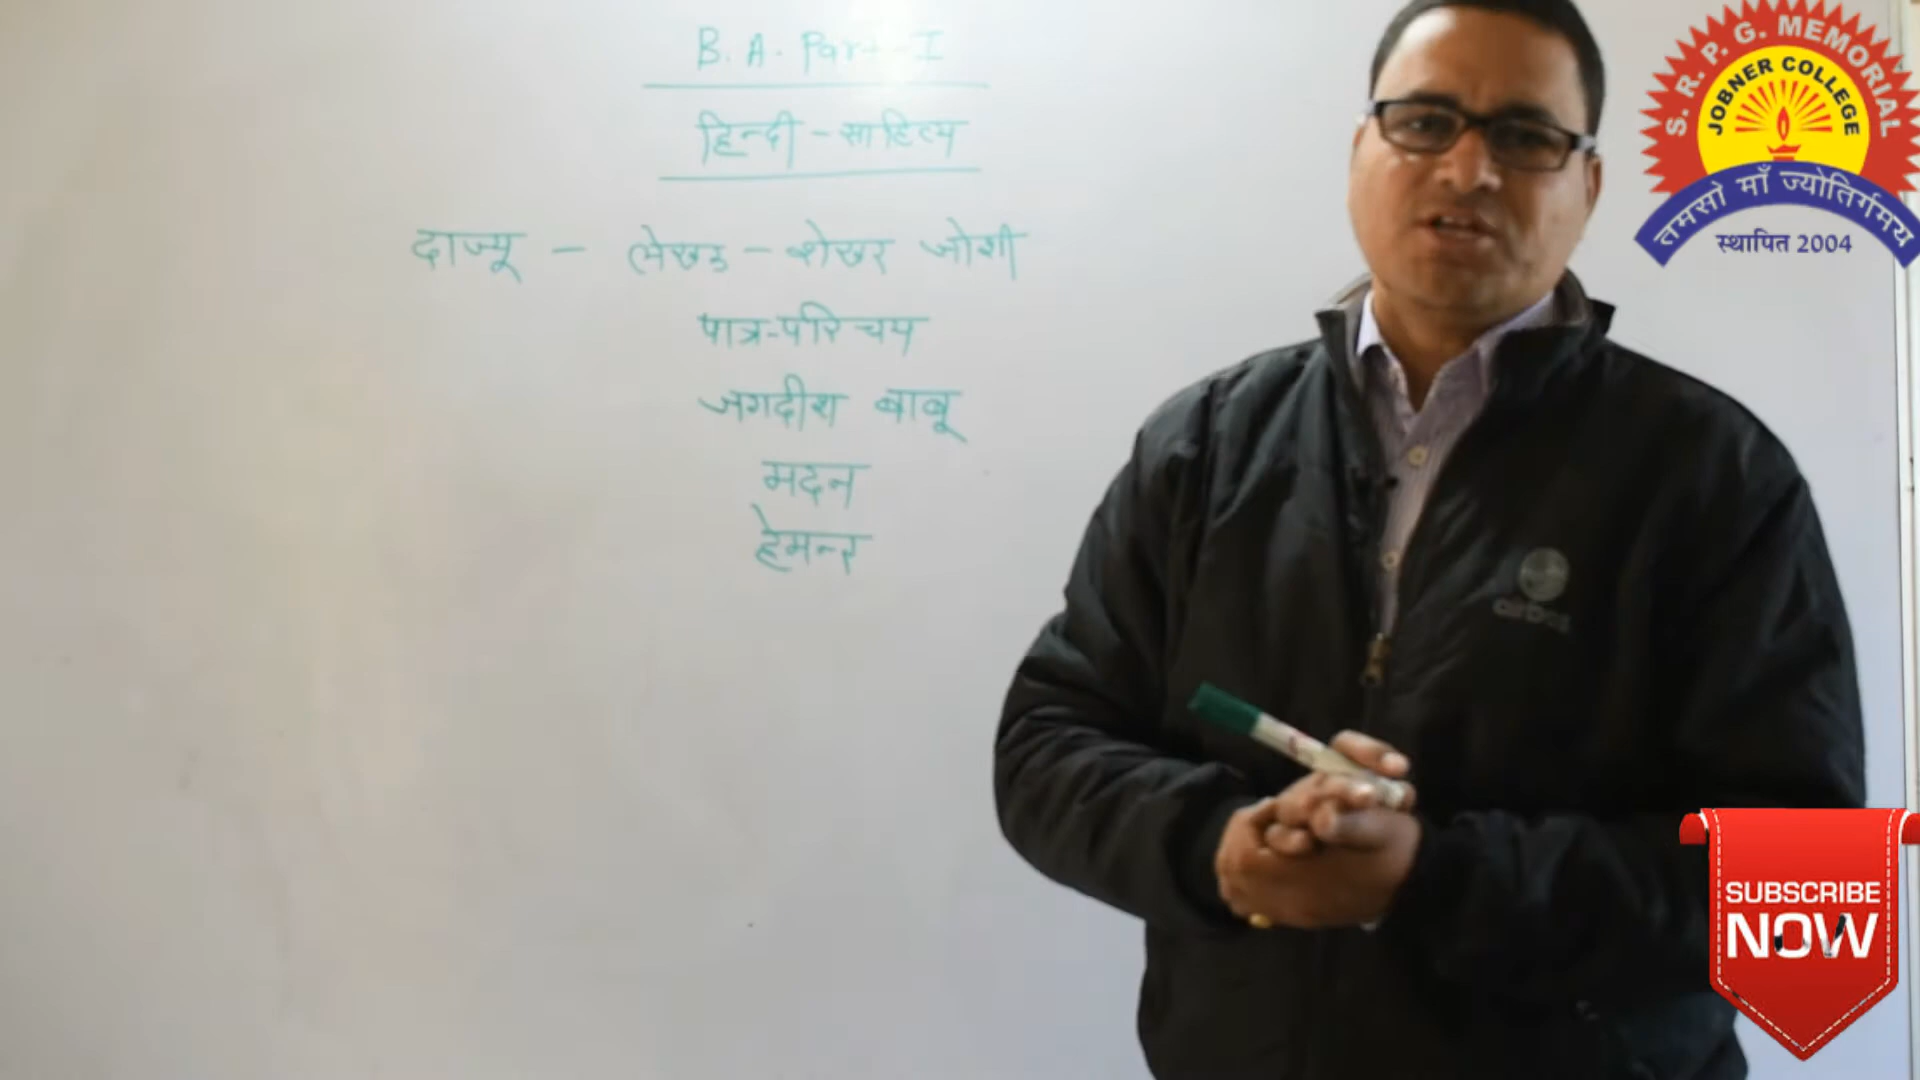 B. A. Part-I
हिन्दी - साहित्य
दाज्यू - लेखक - शेखर जोशी
पात्र-परिचय
जगदीश बाबू
मदन
हेमन्त
S. R. P. G. MEMORIAL
JOBNER COLLEGE
तमसो माँ ज्योतिर्गमय
स्थापित 2004
SUBSCRIBE
NOW